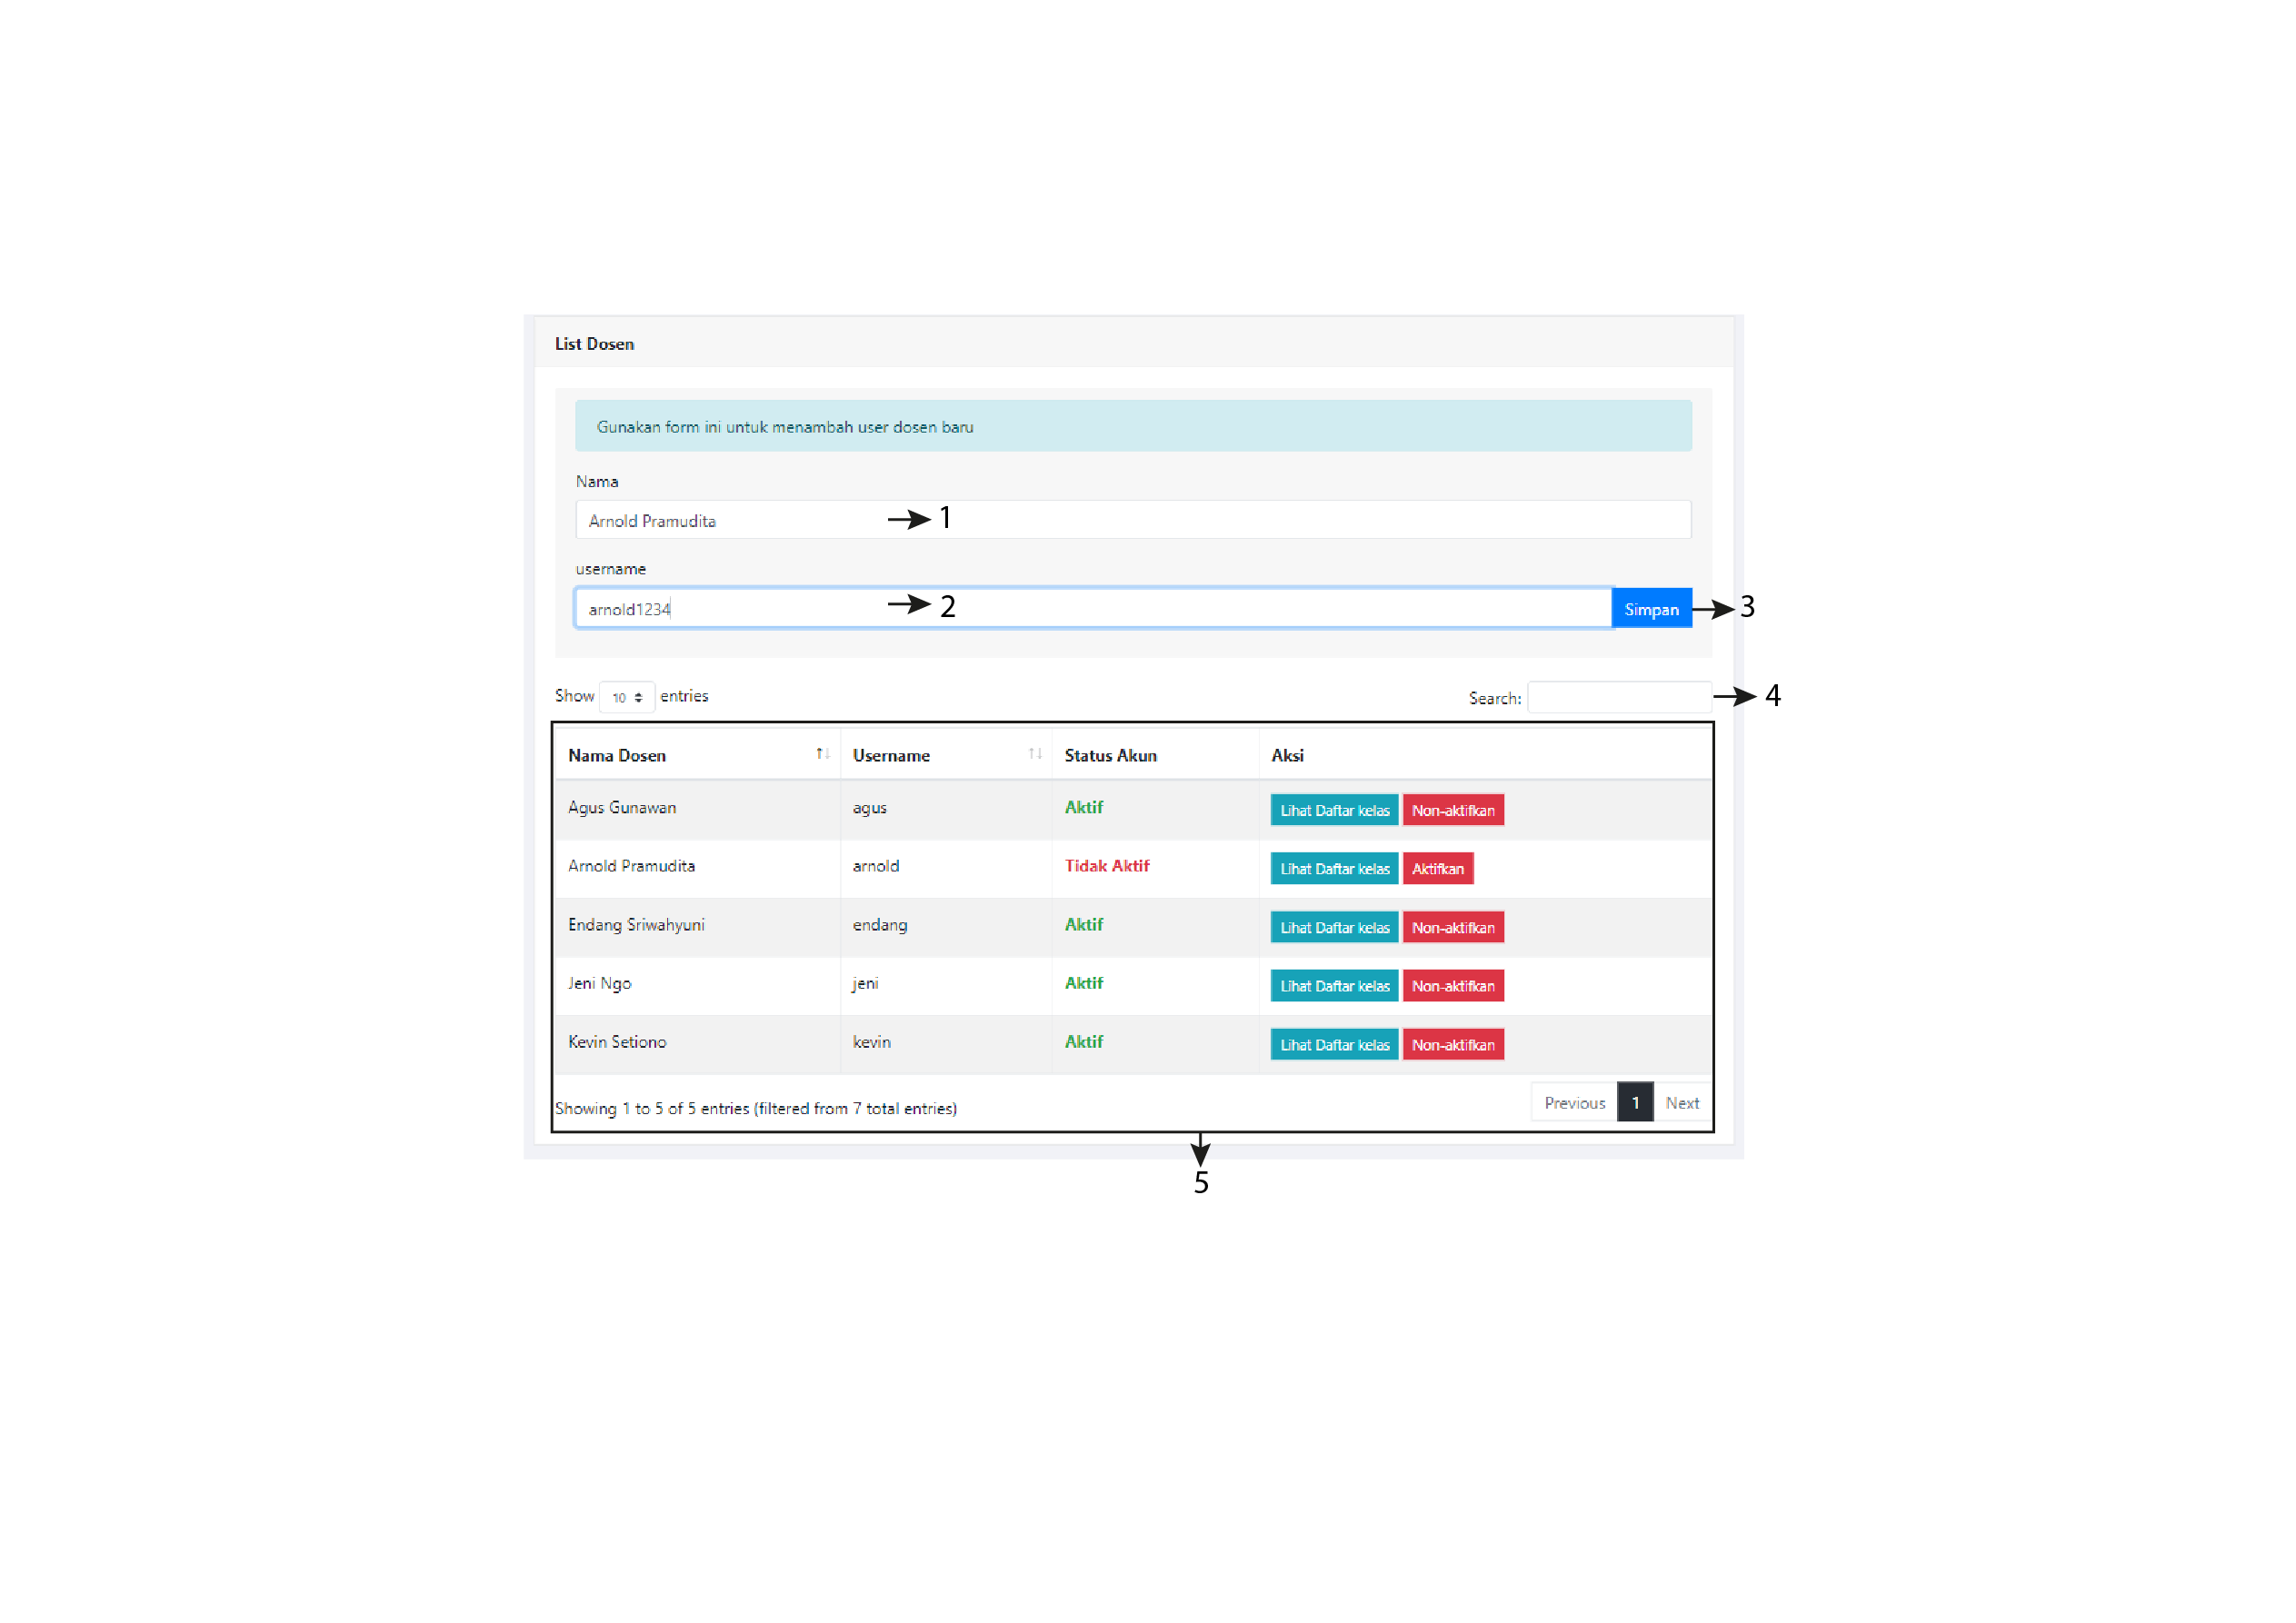 List Dosen
Gunakan form ini untuk menambah user dosen baru
Nama
Arnold Pramudita 1
username
arnold1234 2 Simpan 3
Show 10 entries Search: 4
Nama Dosen Username Status Akun Aksi
Agus Gunawan agus Aktif Lihat Daftar kelas Non-aktifkan
Arnold Pramudita arnold Tidak Aktif Lihat Daftar kelas Aktifkan
Endang Sriwahyuni endang Aktif Lihat Daftar kelas Non-aktifkan
Jeni Ngo jeni Aktif Lihat Daftar kelas Non-aktifkan
Kevin Setiono kevin Aktif Lihat Daftar kelas Non-aktifkan
Showing 1 to 5 of 5 entries (filtered from 7 total entries) Previous 1 Next
5